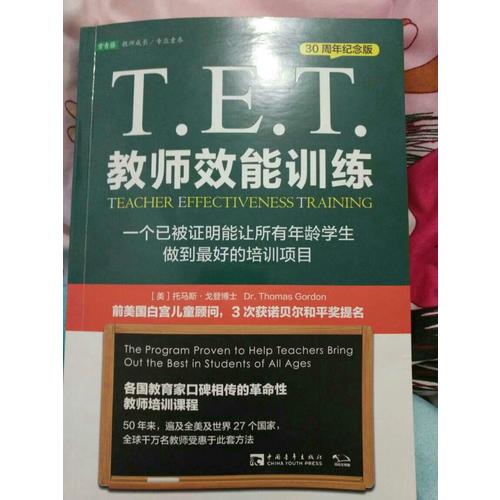 常青藤 教师成长/专业素养
30周年纪念版
T.E.T.
教师效能训练
TEACHER EFFECTIVENESS TRAINING
一个已被证明能让所有年龄学生
做到最好的培训项目
[美]托马斯·戈登博士 Dr. Thomas Gordon
前美国白宫儿童顾问，3次获诺贝尔和平奖提名
The Program Proven to Help Teachers Bring
Out the Best in Students of All Ages
各国教育家口碑相传的革命性
教师培训课程
50年来，遍及全美及世界27个国家，
全球千万名教师受惠于此套方法
中国青年出版社
CHINA YOUTH PRESS